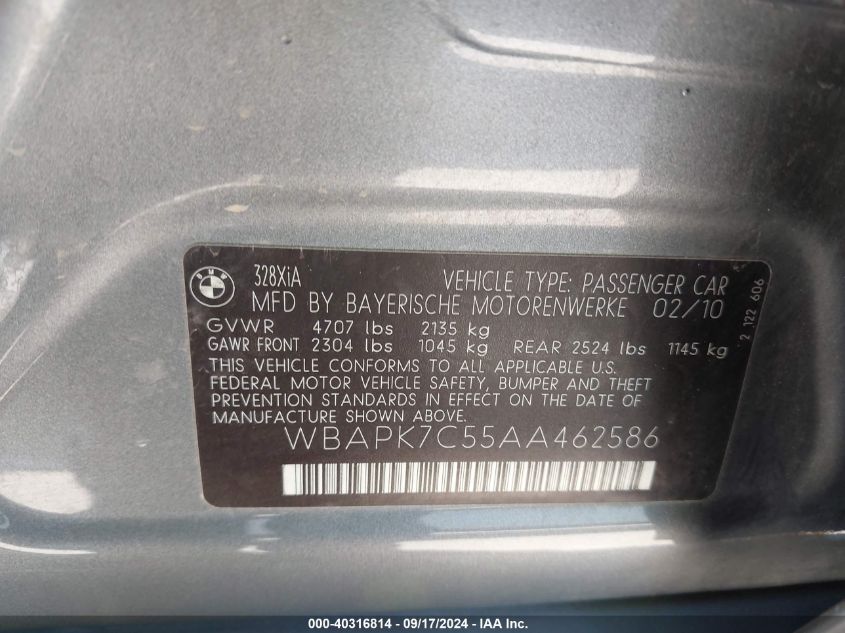 BMW
328XiA
VEHICLE TYPE: PASSENGER CAR
MFD BY BAYERISCHE MOTORENWERKE 02/10
GVWR 4707 lbs 2135 kg
GAWR FRONT 2304 lbs 1045 kg REAR 2524 lbs 1145 kg
THIS VEHICLE CONFORMS TO ALL APPLICABLE U.S.
FEDERAL MOTOR VEHICLE SAFETY, BUMPER AND THEFT
PREVENTION STANDARDS IN EFFECT ON THE DATE OF
MANUFACTURE SHOWN ABOVE.
WBAPK7C55AA462586
2 122 606
000-40316814 - 09/17/2024 - IAA Inc.